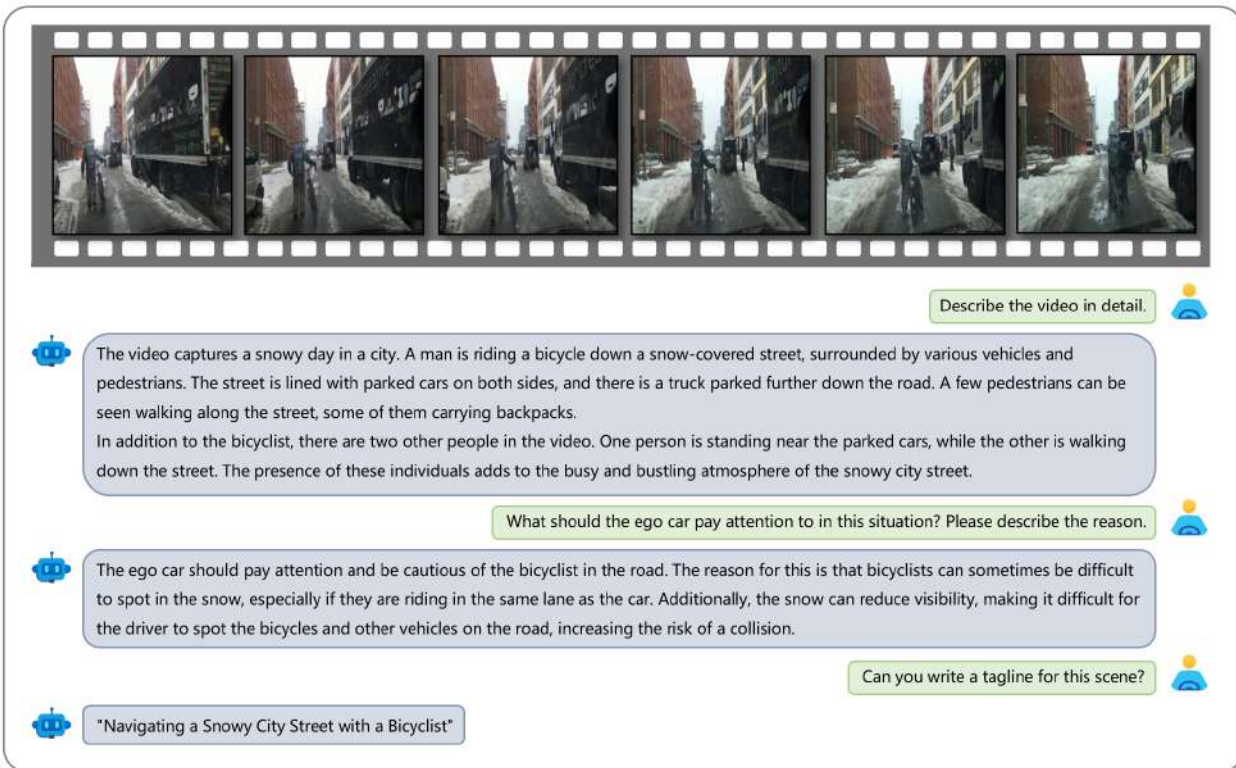 Describe the video in detail.
The video captures a snowy day in a city. A man is riding a bicycle down a snow-covered street, surrounded by various vehicles and
pedestrians. The street is lined with parked cars on both sides, and there is a truck parked further down the road. A few pedestrians can be
seen walking along the street, some of them carrying backpacks.
In addition to the bicyclist, there are two other people in the video. One person is standing near the parked cars, while the other is walking
down the street. The presence of these individuals adds to the busy and bustling atmosphere of the snowy city street.
What should the ego car pay attention to in this situation? Please describe the reason.
The ego car should pay attention and be cautious of the bicyclist in the road. The reason for this is that bicyclists can sometimes be difficult
to spot in the snow, especially if they are riding in the same lane as the car. Additionally, the snow can reduce visibility, making it difficult for
the driver to spot the bicycles and other vehicles on the road, increasing the risk of a collision.
Can you write a tagline for this scene?
"Navigating a Snowy City Street with a Bicyclist"